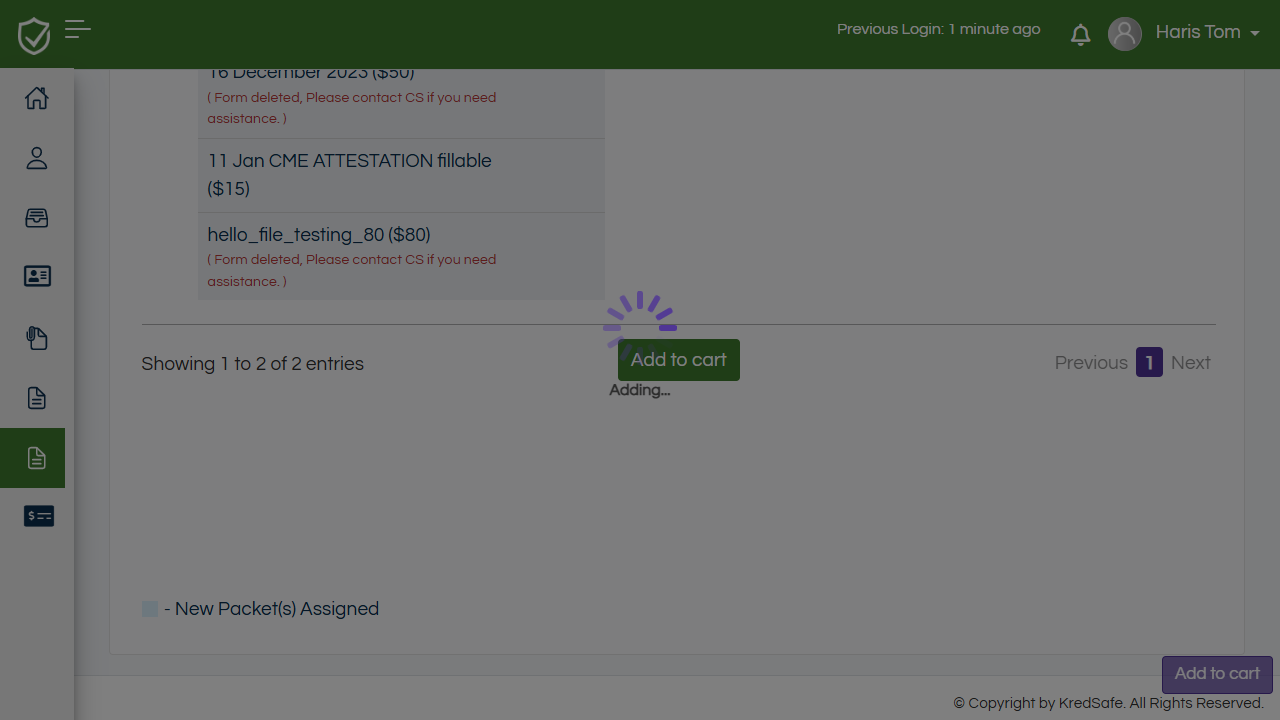 Previous Login: 1 minute ago
Haris Tom
16 December 2023 ($50)
( Form deleted, Please contact CS if you need
assistance. )
11 Jan CME ATTESTATION fillable
($15)
hello_file_testing_80 ($80)
( Form deleted, Please contact CS if you need
assistance. )
Showing 1 to 2 of 2 entries
Add to cart
Previous 1 Next
Adding...
- New Packet(s) Assigned
Add to cart
© Copyright by KredSafe. All Rights Reserved.